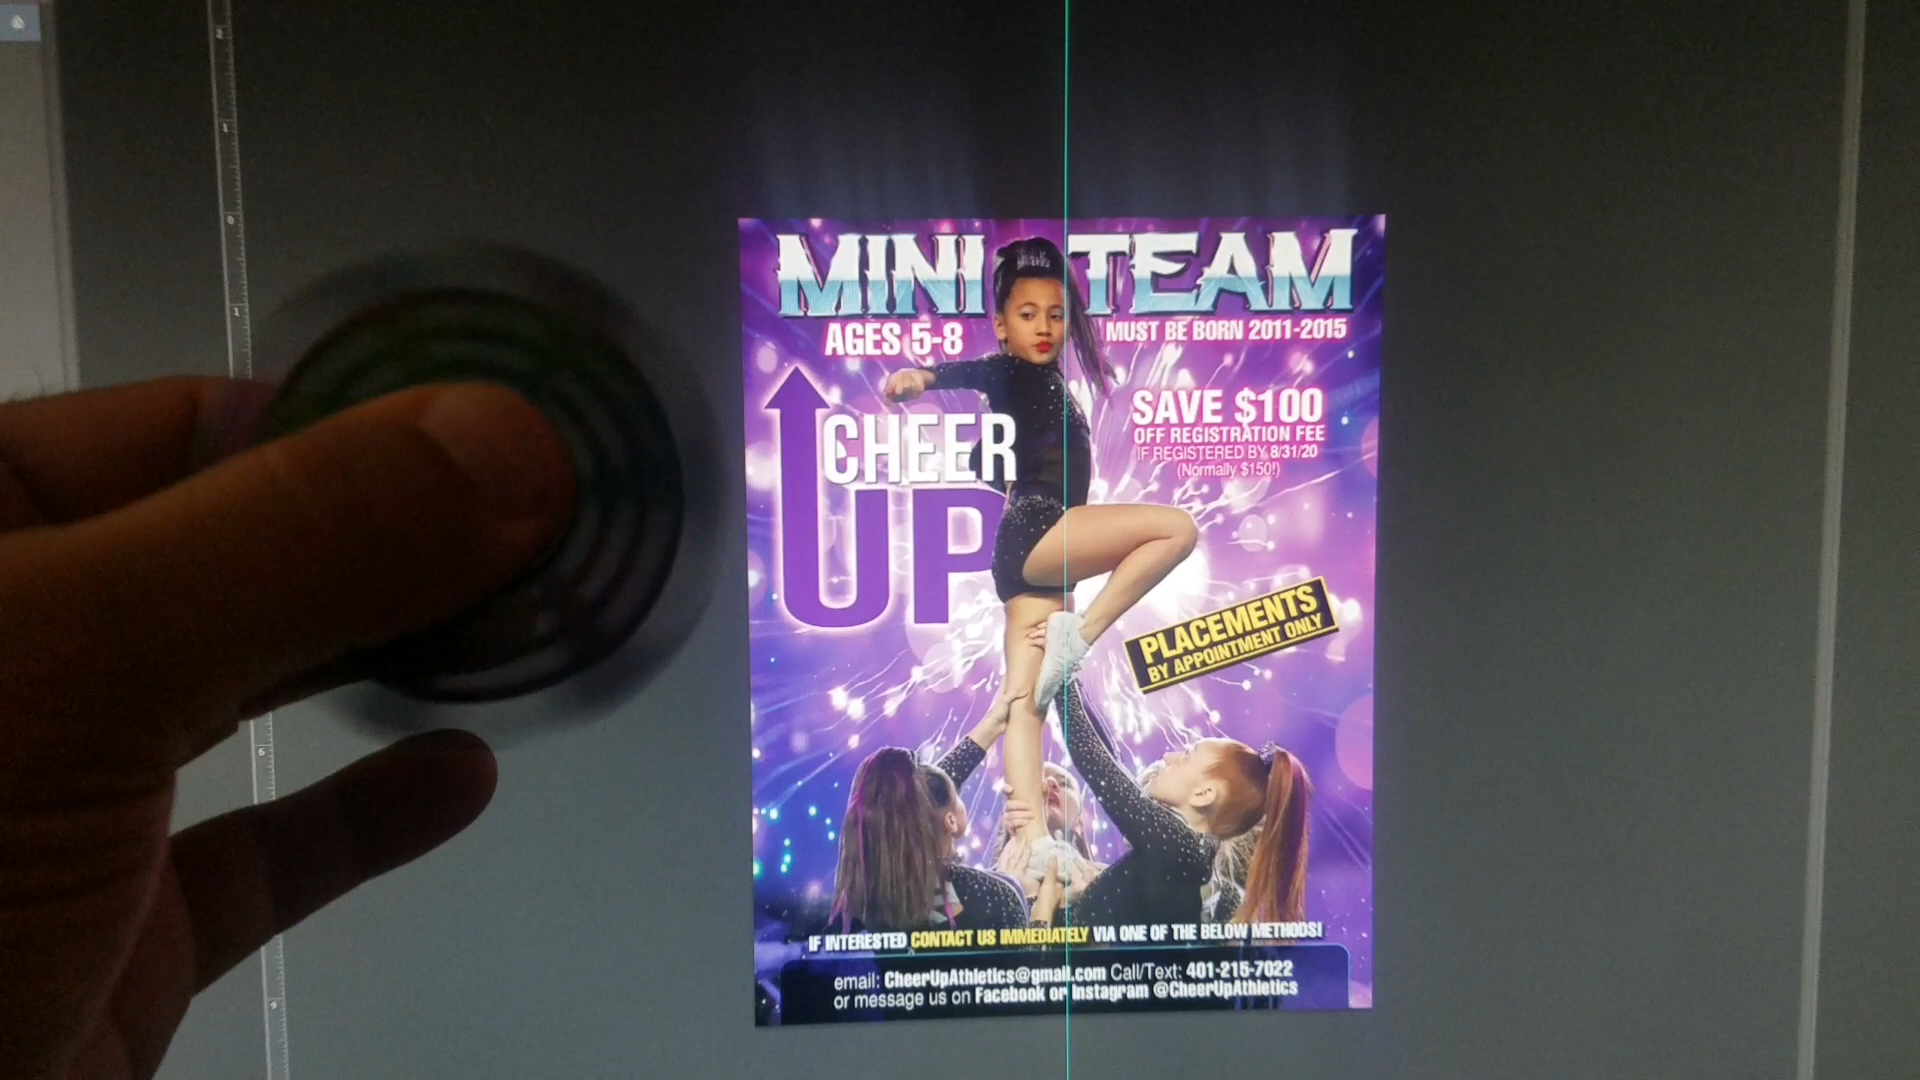 MINI TEAM
AGES 5-8
MUST BE BORN 2011-2015
CHEER
UP
SAVE $100
OFF REGISTRATION FEE
IF REGISTERED BY 8/31/20
(Normally $150!)
PLACEMENTS
BY APPOINTMENT ONLY
IF INTERESTED CONTACT US IMMEDIATELY VIA ONE OF THE BELOW METHODS!
email: CheerUpAthletics@gmail.com Call/Text: 401-215-7022
or message us on Facebook or Instagram @CheerUpAthletics